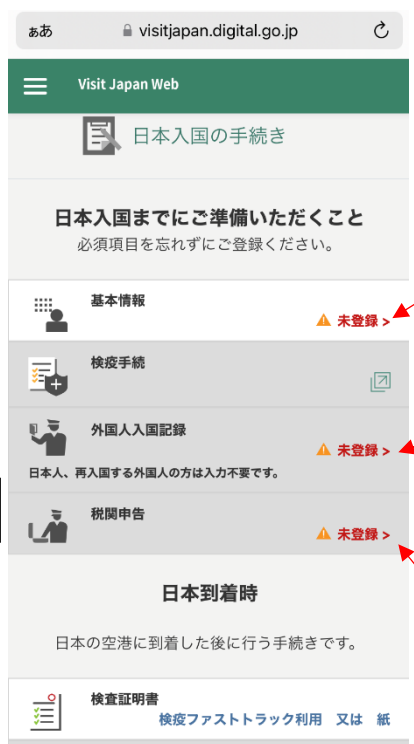 ぁあ visitjapan.digital.go.jp
Visit Japan Web
日本入国の手続き
日本入国までにご準備いただくこと
必須項目を忘れずにご登録ください。
基本情報
未登録 >
検疫手続
外国人入国記録
未登録 >
日本人、再入国する外国人の方は入力不要です。
税関申告
未登録 >
日本到着時
日本の空港に到着した後に行う手続きです。
検査証明書
検疫ファストトラック利用 又は 紙